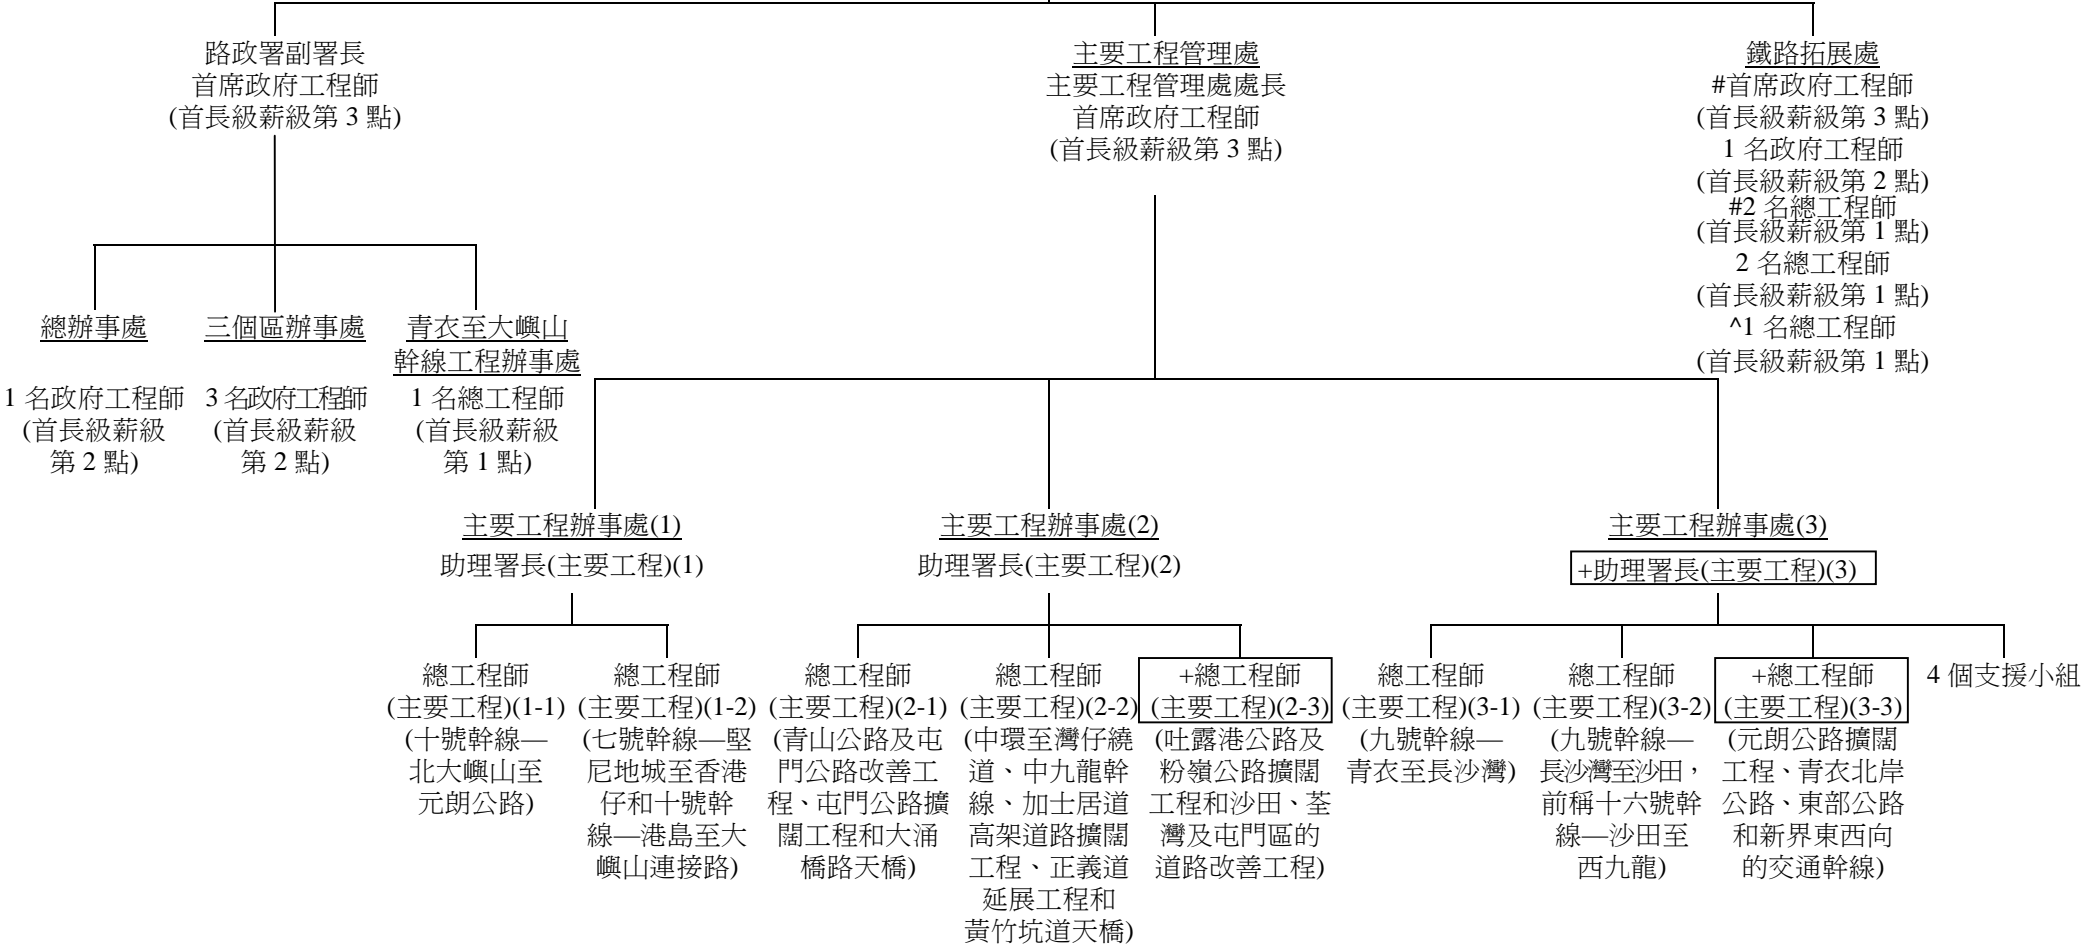 路政署副署長
首席政府工程師
(首長級薪級第 3 點)
主要工程管理處
主要工程管理處處長
首席政府工程師
(首長級薪級第 3 點)
鐵路拓展處
#首席政府工程師
(首長級薪級第 3 點)
1 名政府工程師
(首長級薪級第 2 點)
#2 名總工程師
(首長級薪級第 1 點)
2 名總工程師
(首長級薪級第 1 點)
^1 名總工程師
(首長級薪級第 1 點)
總辦事處
1 名政府工程師
(首長級薪級
第 2 點)
三個區辦事處
3 名政府工程師
(首長級薪級
第 2 點)
青衣至大嶼山
幹線工程辦事處
1 名總工程師
(首長級薪級
第 1 點)
主要工程辦事處(1)
助理署長(主要工程)(1)
主要工程辦事處(2)
助理署長(主要工程)(2)
主要工程辦事處(3)
+助理署長(主要工程)(3)
總工程師
(主要工程)(1-1)
(十號幹線—
北大嶼山至
元朗公路)
總工程師
(主要工程)(1-2)
(七號幹線—堅
尼地城至香港
仔和十號幹
線—港島至大
嶼山連接路)
總工程師
(主要工程)(2-1)
(青山公路及屯
門公路改善工
程、屯門公路擴
闊工程和大涌
橋路天橋)
總工程師
(主要工程)(2-2)
(中環至灣仔繞
道、中九龍幹
線、加士居道
高架道路擴闊
工程、正義道
延展工程和
黃竹坑道天橋)
+總工程師
(主要工程)(2-3)
(吐露港公路及
粉嶺公路擴闊
工程和沙田、荃
灣及屯門區的
道路改善工程)
總工程師
(主要工程)(3-1)
(九號幹線—
青衣至長沙灣)
總工程師
(主要工程)(3-2)
(九號幹線—
長沙灣至沙田，
前稱十六號幹
線—沙田至
西九龍)
+總工程師
(主要工程)(3-3)
(元朗公路擴闊
工程、青衣北岸
公路、東部公路
和新界東西向
的交通幹線)
4 個支援小組